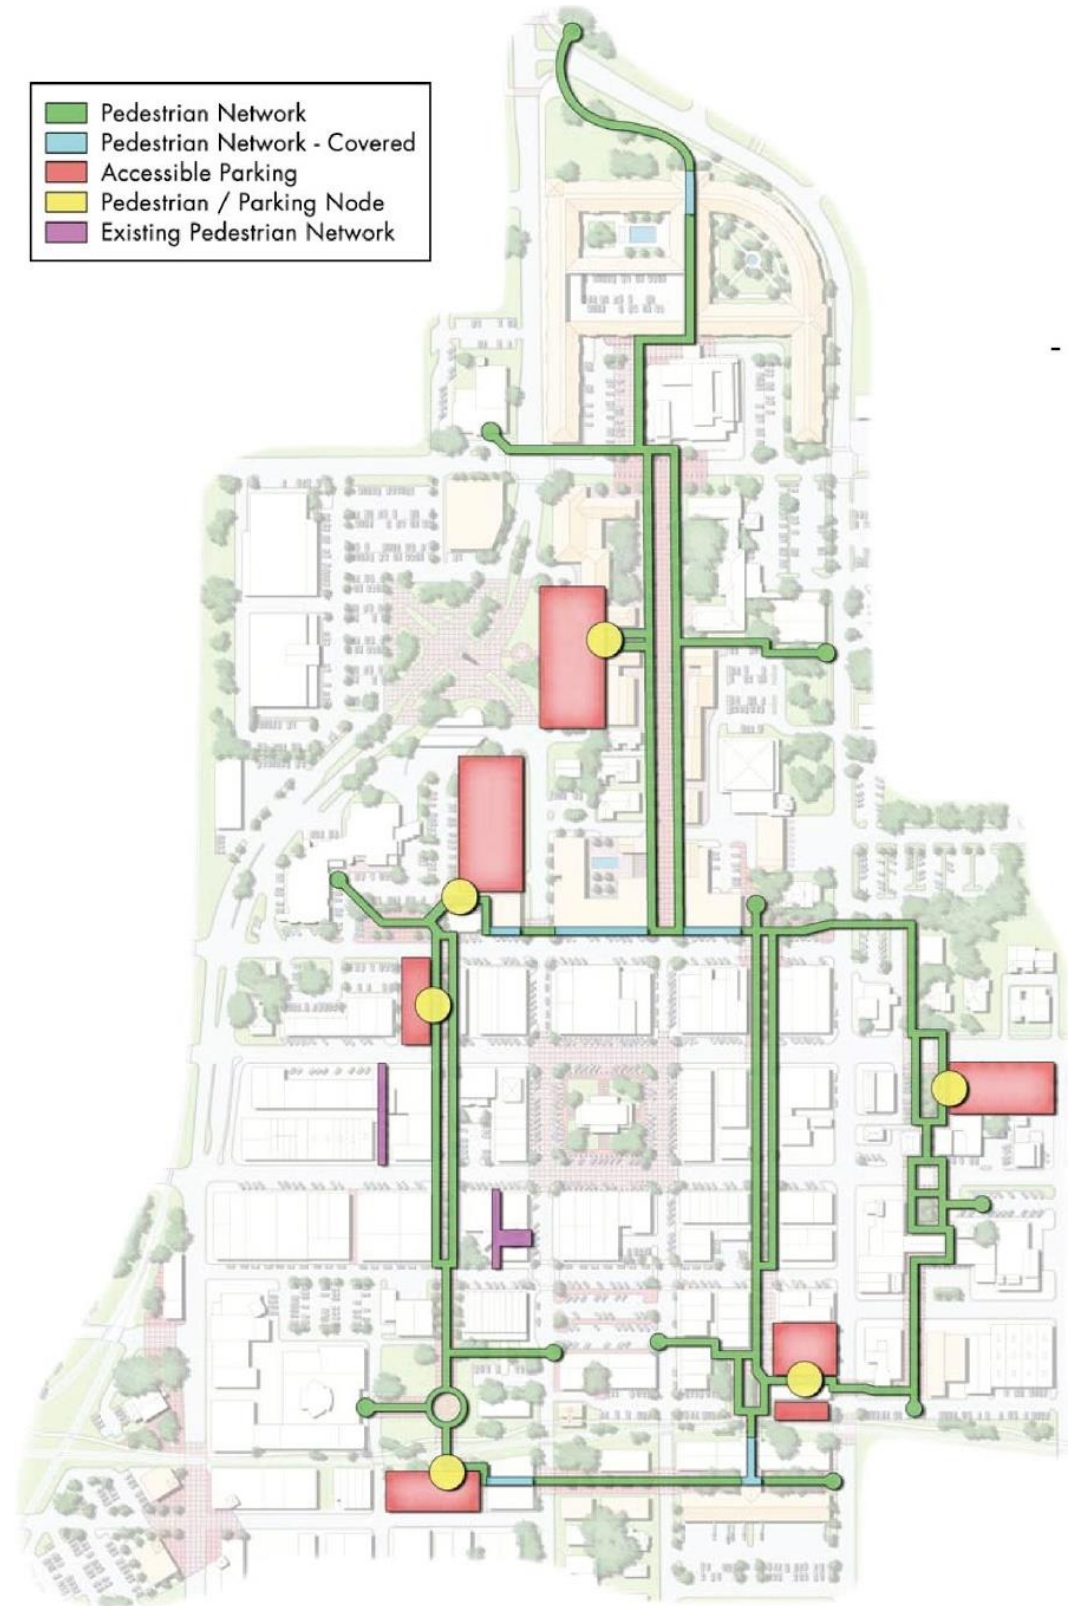 Pedestrian Network
Pedestrian Network - Covered
Accessible Parking
Pedestrian / Parking Node
Existing Pedestrian Network
-